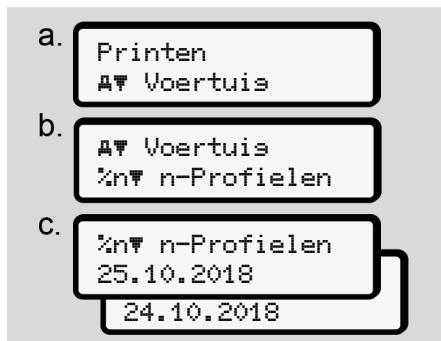 a.
Printen
A▼ Voertuig
b.
A▼ Voertuig
%n▼ n-Profielen
c.
%n▼ n-Profielen
25.10.2018
24.10.2018